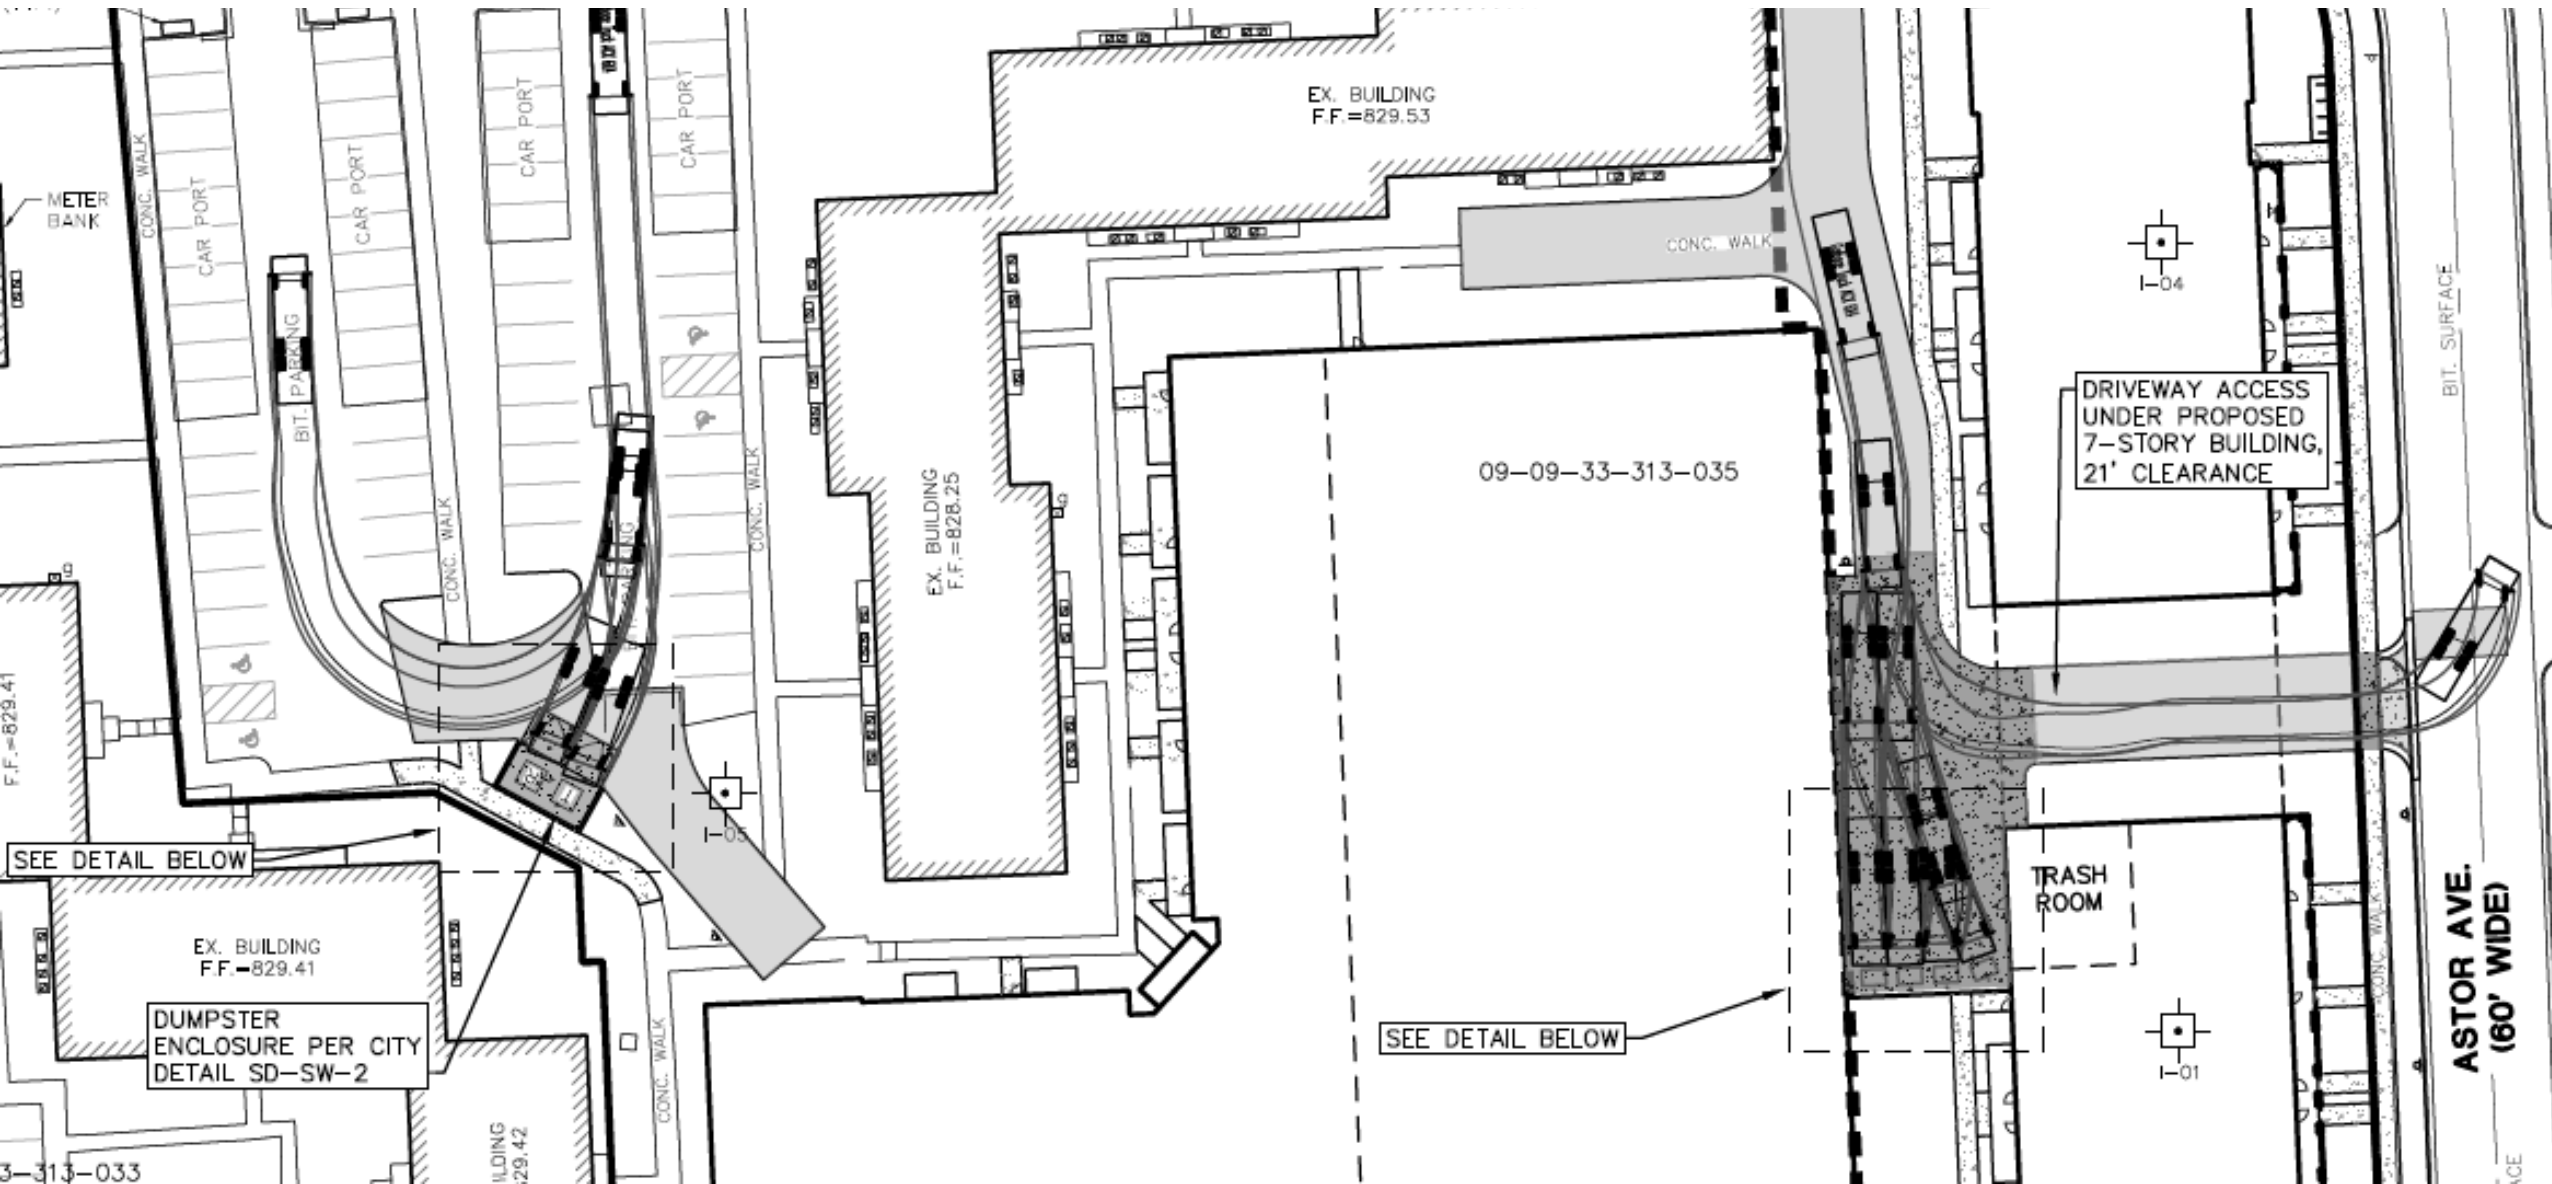 EX. BUILDING
F.F.=829.53
CAR PORT
CAR PORT
CAR PORT
CAR PORT
CONC. WALK
METER
BANK
BIT. PARKING
CONC. WALK
CONC. WALK
CONC. WALK
I-04
BIT. SURFACE
DRIVEWAY ACCESS
UNDER PROPOSED
7-STORY BUILDING,
21' CLEARANCE
09-09-33-313-035
EX. BUILDING
F.F.=828.25
F.F.=829.41
I-05
SEE DETAIL BELOW
EX. BUILDING
F.F.=829.41
DUMPSTER
ENCLOSURE PER CITY
DETAIL SD-SW-2
CONC. WALK
SEE DETAIL BELOW
TRASH
ROOM
I-01
CONC. WALK
ASTOR AVE.
(60' WIDE)
3-313-033